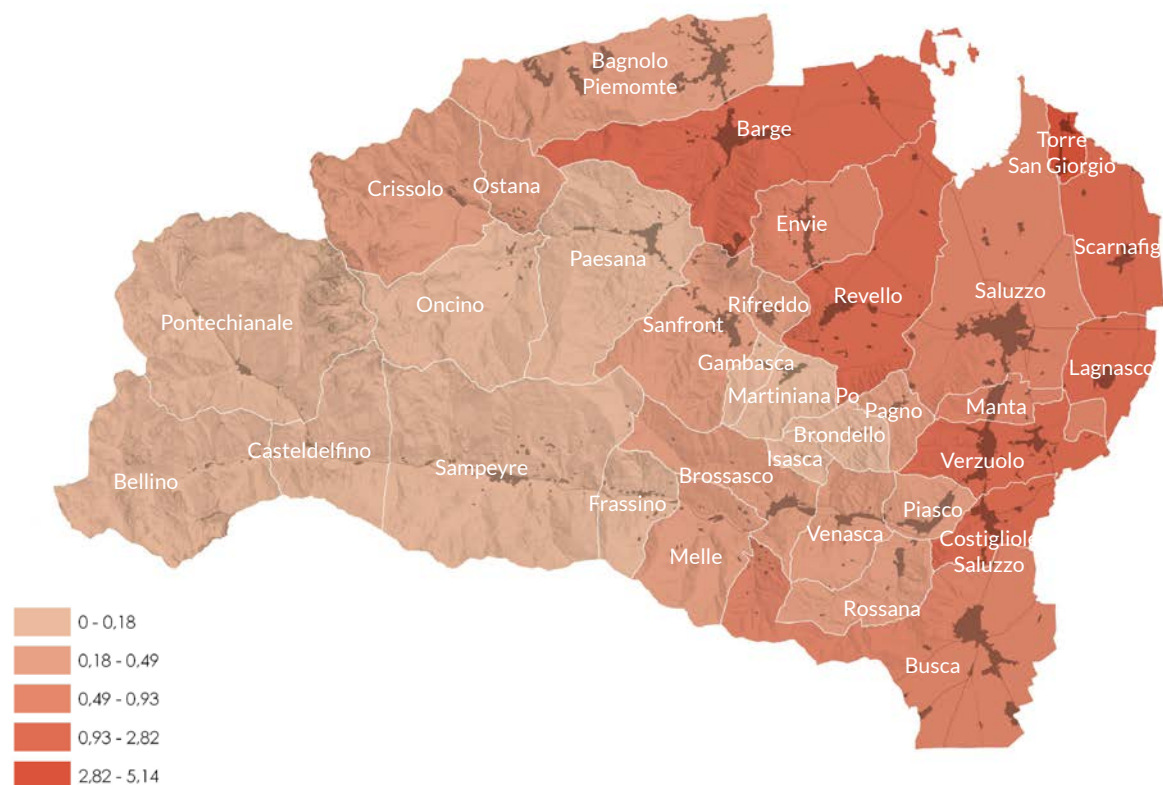 Bagnolo
Piemomte
Barge
Torre
San Giorgio
Crissolo
Ostana
Envie
Scarnafig
Paesana
Saluzzo
Oncino
Rifreddo
Revello
Pontechianale
Sanfront
Gambasca
Lagnasco
Martiniana Po
Pagno
Manta
Brondello
Casteldelfino
Isasca
Verzuolo
Sampeyre
Bellino
Brossasco
Frassino
Piasco
Venasca
Costigliole
Saluzzo
Melle
Rossana
Busca
0 - 0,18
0,18 - 0,49
0,49 - 0,93
0,93 - 2,82
2,82 - 5,14